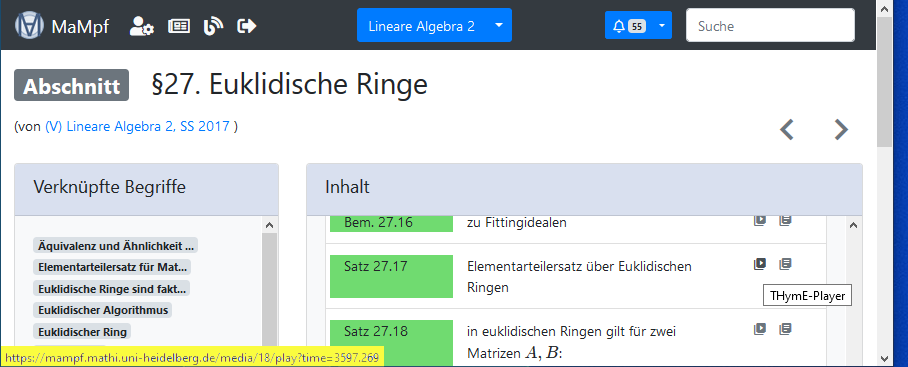 MaMpf
Lineare Algebra 2
55
Suche
Abschnitt
§27. Euklidische Ringe
(von (V) Lineare Algebra 2, SS 2017 )
Verknüpfte Begriffe
Äquivalenz und Ähnlichkeit ...
Elementarteilersatz für Mat...
Euklidische Ringe sind fakt...
Euklidischer Algorithmus
Euklidischer Ring
Inhalt
Bem. 27.16
zu Fittingidealen
Satz 27.17
Elementarteilersatz über Euklidischen
Ringen
THymE-Player
Satz 27.18
in euklidischen Ringen gilt für zwei
Matrizen A, B:
https://mampf.mathi.uni-heidelberg.de/media/18/play?time=3597.269